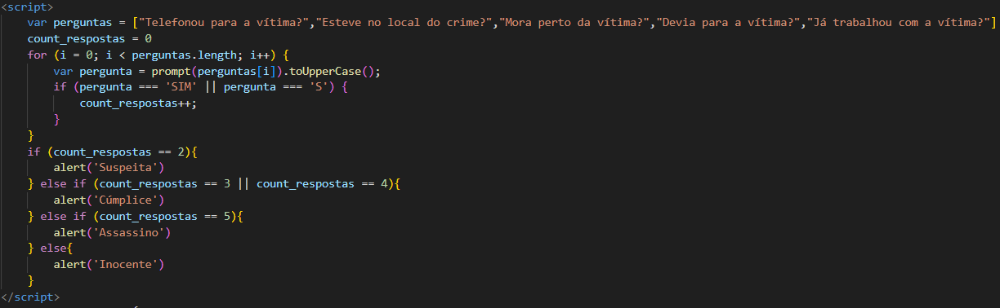 <script>
var perguntas = ["Telefonou para a vítima?","Esteve no local do crime?","Mora perto da vítima?","Devia para a vítima?","Já trabalhou com a vítima?"]
count_respostas = 0
for (i = 0; i < perguntas.length; i++) {
var pergunta = prompt(perguntas[i]).toUpperCase();
if (pergunta === 'SIM' || pergunta === 'S') {
count_respostas++;
}
}
if (count_respostas == 2){
alert('Suspeita')
} else if (count_respostas == 3 || count_respostas == 4){
alert('Cúmplice')
} else if (count_respostas == 5){
alert('Assassino')
} else{
alert('Inocente')
}
</script>